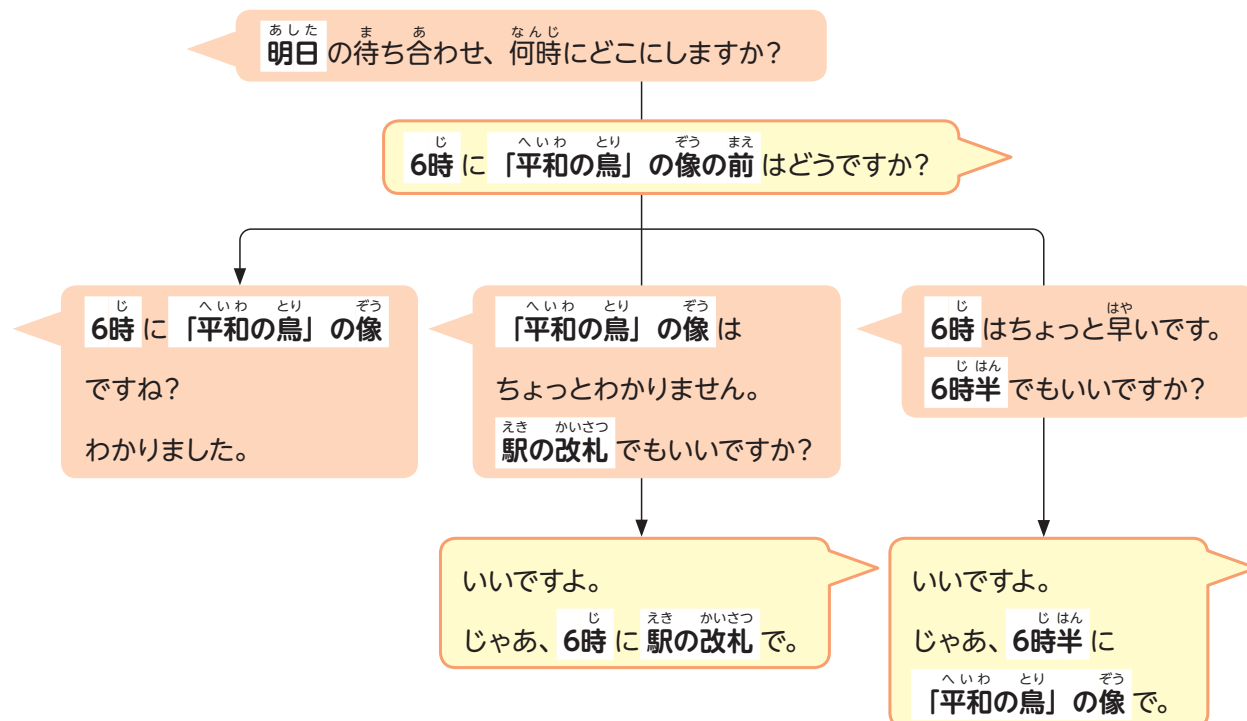 明日の待ち合わせ、何時にどこにしますか？
6時に「平和の鳥」の像の前はどうですか？
6時に「平和の鳥」の像
ですね？
わかりました。
「平和の鳥」の像は
ちょっとわかりません。
駅の改札でもいいですか？
6時はちょっと早いです。
6時半でもいいですか？
いいですよ。
じゃあ、6時に駅の改札で。
いいですよ。
じゃあ、6時半に
「平和の鳥」の像で。